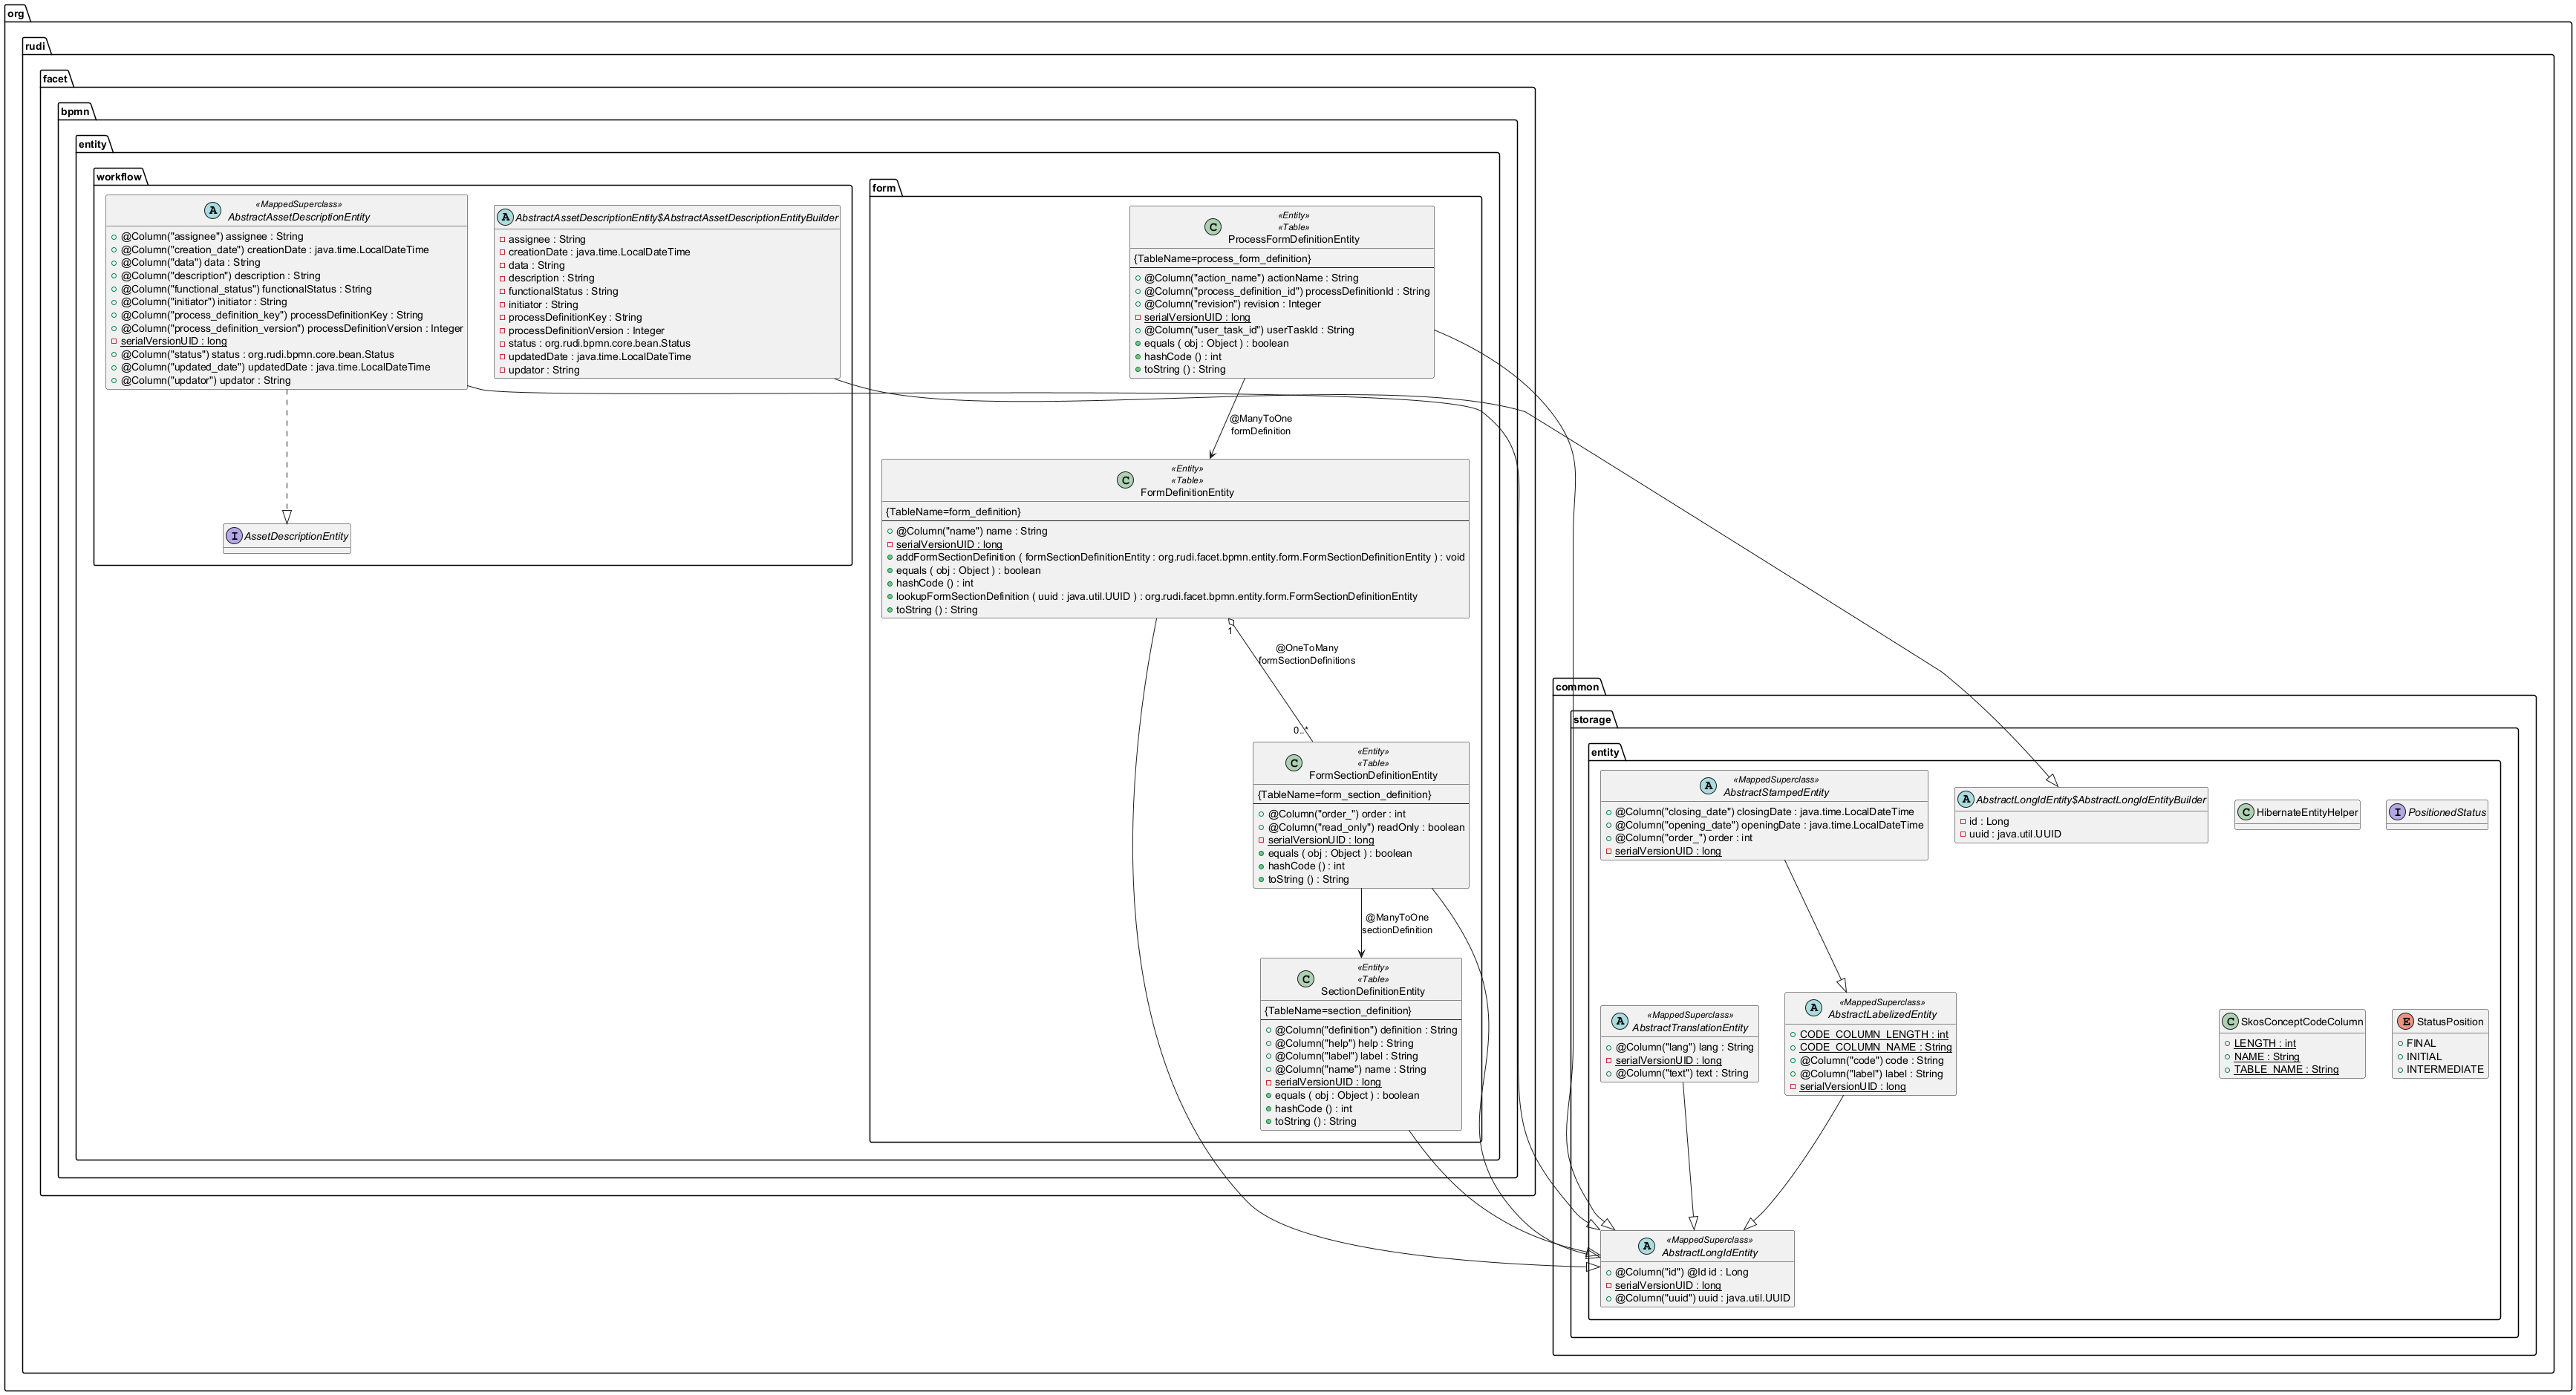 org
rudi
facet
bpmn
entity
workflow
«MappedSuperclass»
AbstractAssetDescriptionEntity
@Column("assignee") assignee : String
@Column("creation_date") creationDate : java.time.LocalDateTime
@Column("data") data : String
@Column("description") description : String
@Column("functional_status") functionalStatus : String
@Column("initiator") initiator : String
@Column("process_definition_key") processDefinitionKey : String
@Column("process_definition_version") processDefinitionVersion : Integer
serialVersionUID : long
@Column("status") status : org.rudi.bpmn.core.bean.Status
@Column("updated_date") updatedDate : java.time.LocalDateTime
@Column("updator") updator : String
AbstractAssetDescriptionEntity$AbstractAssetDescriptionEntityBuilder
assignee : String
creationDate : java.time.LocalDateTime
data : String
description : String
functionalStatus : String
initiator : String
processDefinitionKey : String
processDefinitionVersion : Integer
status : org.rudi.bpmn.core.bean.Status
updatedDate : java.time.LocalDateTime
updator : String
AssetDescriptionEntity
form
«Entity»
«Table»
ProcessFormDefinitionEntity
{TableName=process_form_definition}
@Column("action_name") actionName : String
@Column("process_definition_id") processDefinitionId : String
@Column("revision") revision : Integer
serialVersionUID : long
@Column("user_task_id") userTaskId : String
equals ( obj : Object ) : boolean
hashCode () : int
toString () : String
@ManyToOne
formDefinition
«Entity»
«Table»
FormDefinitionEntity
{TableName=form_definition}
@Column("name") name : String
serialVersionUID : long
addFormSectionDefinition ( formSectionDefinitionEntity : org.rudi.facet.bpmn.entity.form.FormSectionDefinitionEntity ) : void
equals ( obj : Object ) : boolean
hashCode () : int
lookupFormSectionDefinition ( uuid : java.util.UUID ) : org.rudi.facet.bpmn.entity.form.FormSectionDefinitionEntity
toString () : String
1
@OneToMany
formSectionDefinitions
0..*
«Entity»
«Table»
FormSectionDefinitionEntity
{TableName=form_section_definition}
@Column("order_") order : int
@Column("read_only") readOnly : boolean
serialVersionUID : long
equals ( obj : Object ) : boolean
hashCode () : int
toString () : String
@ManyToOne
sectionDefinition
«Entity»
«Table»
SectionDefinitionEntity
{TableName=section_definition}
@Column("definition") definition : String
@Column("help") help : String
@Column("label") label : String
@Column("name") name : String
serialVersionUID : long
equals ( obj : Object ) : boolean
hashCode () : int
toString () : String
common
storage
entity
«MappedSuperclass»
AbstractStampedEntity
@Column("closing_date") closingDate : java.time.LocalDateTime
@Column("opening_date") openingDate : java.time.LocalDateTime
@Column("order_") order : int
serialVersionUID : long
AbstractLongIdEntity$AbstractLongIdEntityBuilder
id : Long
uuid : java.util.UUID
HibernateEntityHelper
PositionedStatus
«MappedSuperclass»
AbstractTranslationEntity
@Column("lang") lang : String
serialVersionUID : long
@Column("text") text : String
«MappedSuperclass»
AbstractLabelizedEntity
CODE_COLUMN_LENGTH : int
CODE_COLUMN_NAME : String
@Column("code") code : String
@Column("label") label : String
serialVersionUID : long
SkosConceptCodeColumn
LENGTH : int
NAME : String
TABLE_NAME : String
StatusPosition
FINAL
INITIAL
INTERMEDIATE
«MappedSuperclass»
AbstractLongIdEntity
@Column("id") @Id id : Long
serialVersionUID : long
@Column("uuid") uuid : java.util.UUID